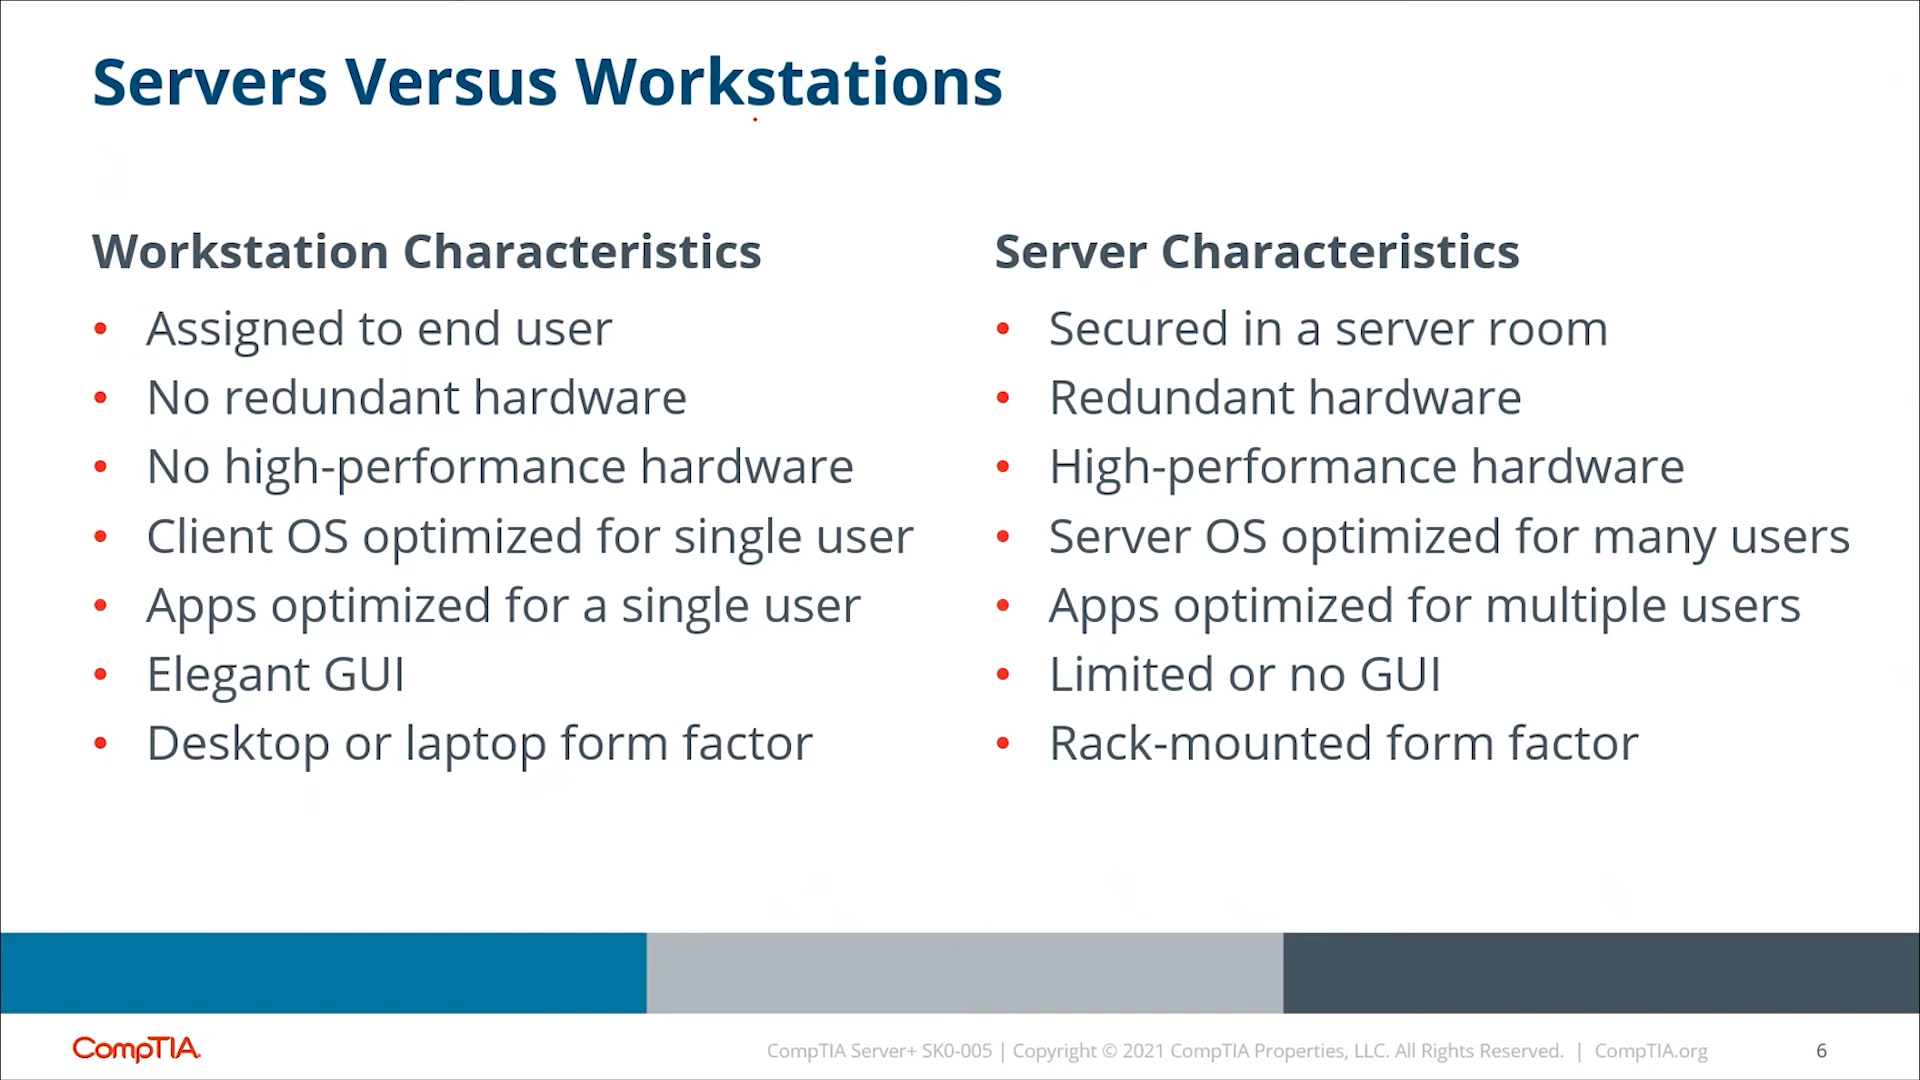 Servers Versus Workstations
Workstation Characteristics
• Assigned to end user
• No redundant hardware
• No high-performance hardware
• Client OS optimized for single user
• Apps optimized for a single user
• Elegant GUI
• Desktop or laptop form factor
Server Characteristics
• Secured in a server room
• Redundant hardware
• High-performance hardware
• Server OS optimized for many users
• Apps optimized for multiple users
• Limited or no GUI
• Rack-mounted form factor
CompTIA.
CompTIA Server+ SK0-005 | Copyright © 2021 CompTIA Properties, LLC. All Rights Reserved. | CompTIA.org
6